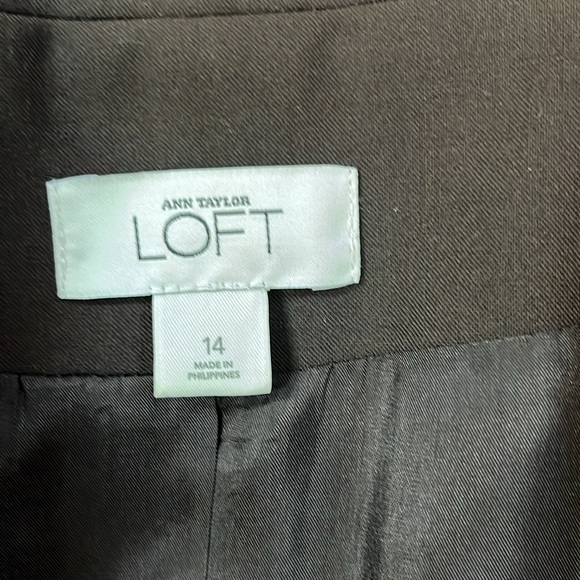 ANN TAYLOR
LOFT
14
MADE IN
PHILIPPINES